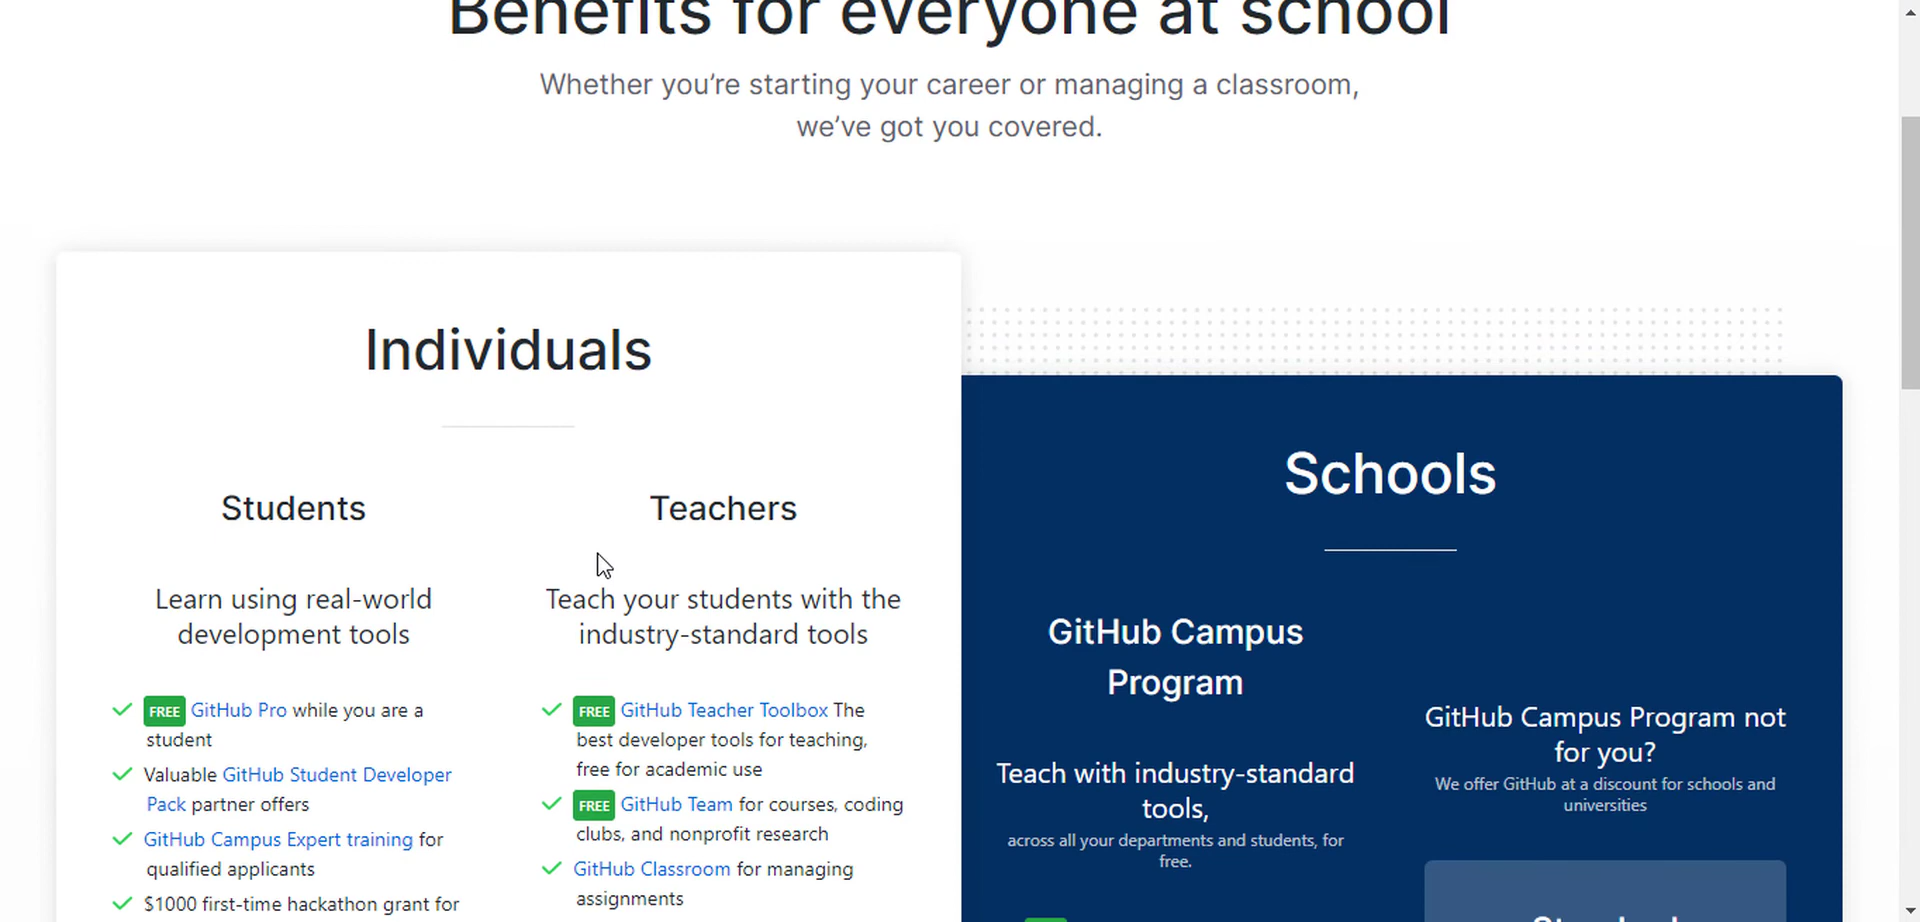 Benefits for everyone at school
Whether you’re starting your career or managing a classroom,
we’ve got you covered.
Individuals
Students
Learn using real-world
development tools
FREE GitHub Pro while you are a
student
Valuable GitHub Student Developer
Pack partner offers
GitHub Campus Expert training for
qualified applicants
$1000 first-time hackathon grant for
Teachers
Teach your students with the
industry-standard tools
FREE GitHub Teacher Toolbox The
best developer tools for teaching,
free for academic use
FREE GitHub Team for courses, coding
clubs, and nonprofit research
GitHub Classroom for managing
assignments
Schools
GitHub Campus
Program
Teach with industry-standard
tools,
across all your departments and students, for
free.
GitHub Campus Program not
for you?
We offer GitHub at a discount for schools and
universities